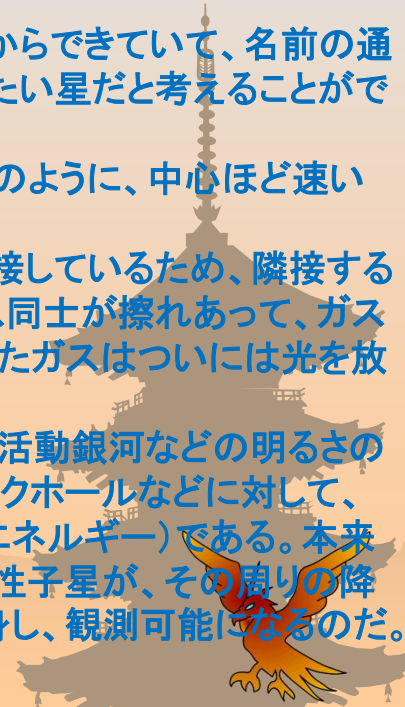 からできていて、名前の通
たい星だと考えることがで
のように、中心ほど速い
接しているため、隣接する
ス同士が擦れあって、ガス
たガスはついには光を放
活動銀河などの明るさの
クホールなどに対して、
エネルギー)である。本来
性子星が、その周りの降
し、観測可能になるのだ。